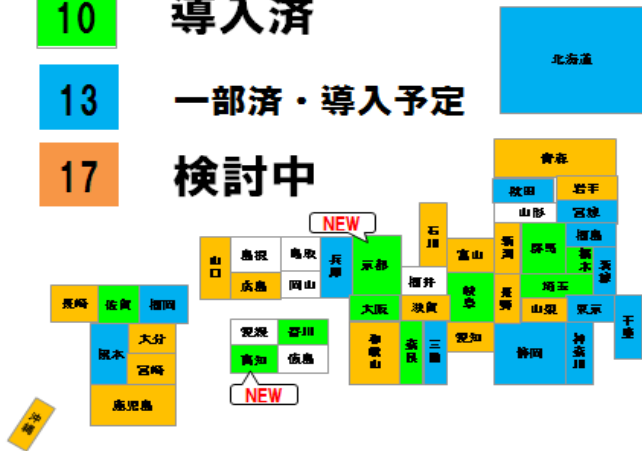 10 導入済
13 一部済・導入予定
17 検討中
北海道
青森
秋田 岩手
山形 宮城
NEW
石川
新潟
群馬
福島
栃木
茨城
山口
島根
鳥取
兵庫
京都
富山
広島
岡山
福井
岐阜
長野
埼玉
長崎
佐賀
福岡
大阪
滋賀
山梨
東京
千葉
愛媛
香川
和歌山
奈良
三重
愛知
静岡
神奈川
熊本
大分
高知
徳島
宮崎
NEW
鹿児島
沖縄